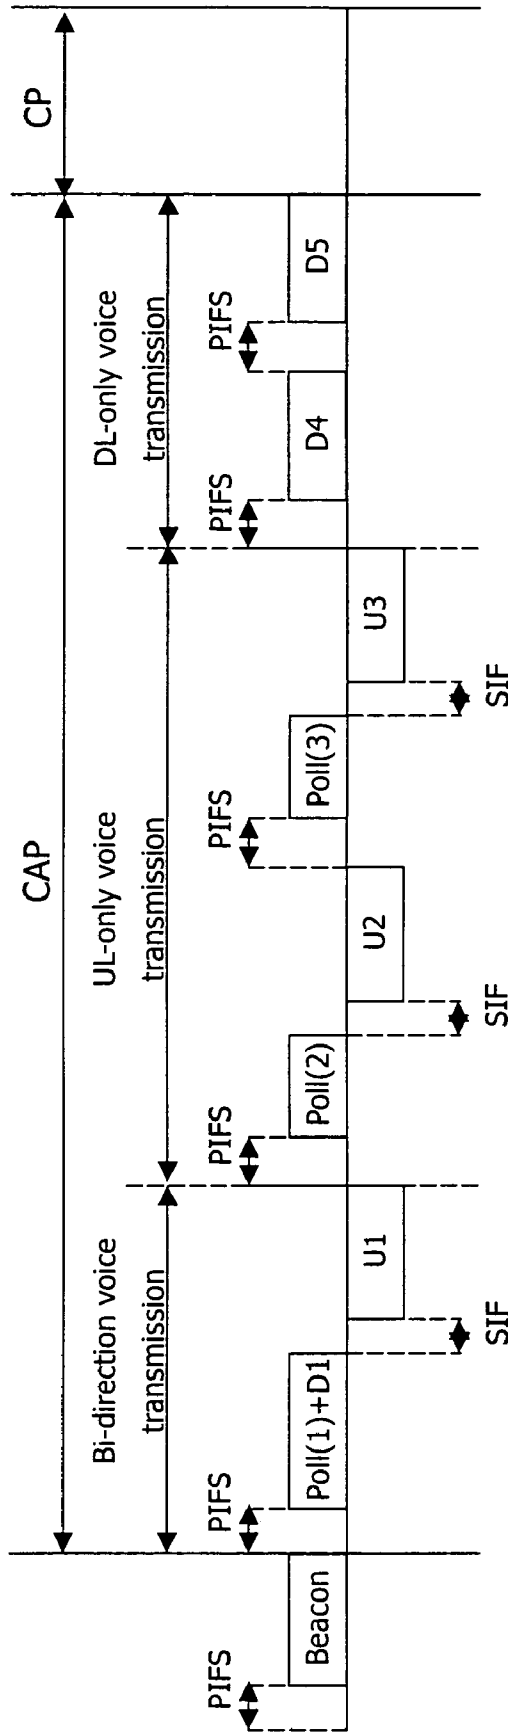 CAP
CP
Bi-direction voice
transmission
UL-only voice
transmission
DL-only voice
transmission
PIFS
PIFS
PIFS
PIFS
PIFS
PIFS
Beacon
Poll(1)+D1
U1
Poll(2)
U2
Poll(3)
U3
D4
D5
SIF
SIF
SIF